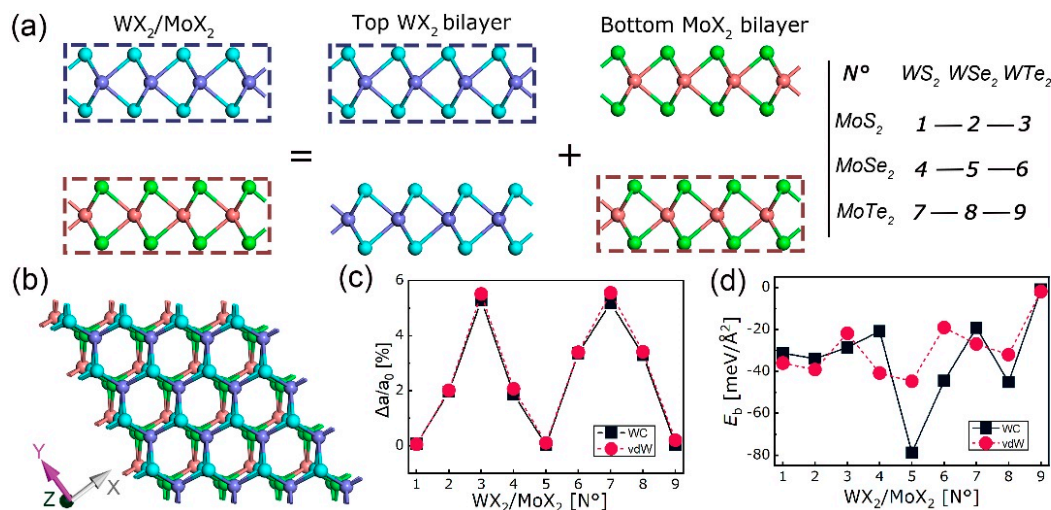 (a)
WX₂/MoX₂
Top WX₂ bilayer
Bottom MoX₂ bilayer
=
+
N° WS₂ WSe₂ WTe₂
MoS₂ 1 — 2 — 3
MoSe₂ 4 — 5 — 6
MoTe₂ 7 — 8 — 9
(b)
Y
Z
X
(c)
Δa/a₀ [%]
6
4
2
0
WC
vdW
1 2 3 4 5 6 7 8 9
WX₂/MoX₂ [N°]
(d)
E_b [meV/Å²]
0
-20
-40
-60
-80
WC
vdW
1 2 3 4 5 6 7 8 9
WX₂/MoX₂ [N°]